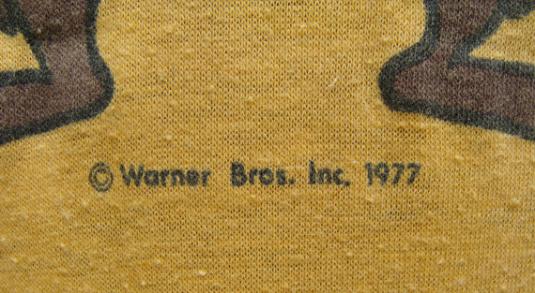 © Warner Bros. Inc. 1977